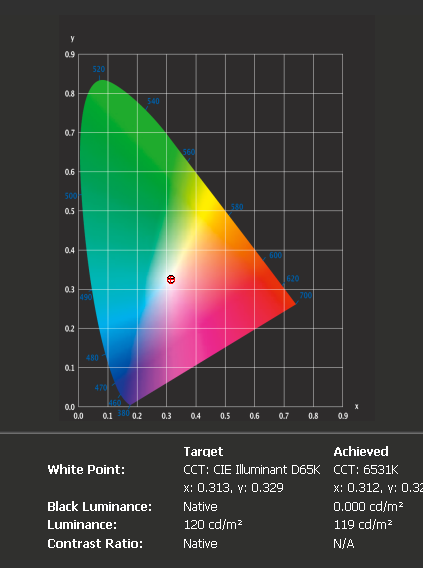 y
0.9
520
0.8
540
0.7
560
0.6
500
0.5
580
0.4
600
0.3
620
490
700
0.2
480
0.1
470
460
0.0
380
x
0.0 0.1 0.2 0.3 0.4 0.5 0.6 0.7 0.8 0.9
Target Achieved
White Point: CCT: CIE Illuminant D65K CCT: 6531K
x: 0.313, y: 0.329 x: 0.312, y: 0.32
Black Luminance: Native 0.000 cd/m²
Luminance: 120 cd/m² 119 cd/m²
Contrast Ratio: Native N/A